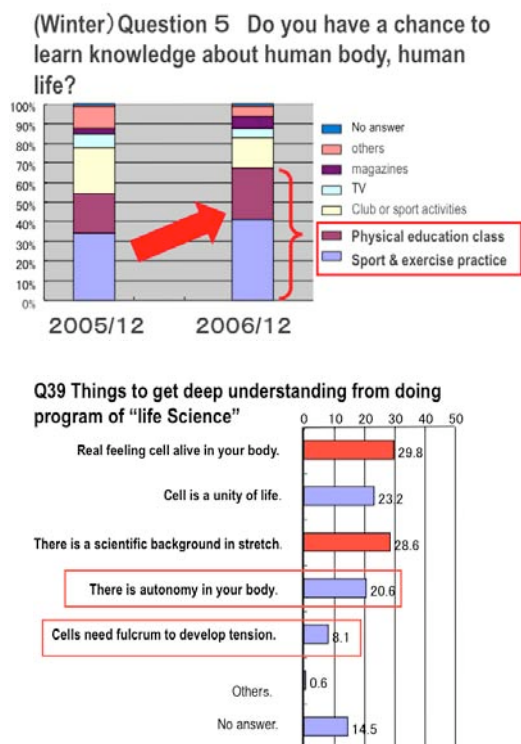 (Winter) Question 5 Do you have a chance to
learn knowledge about human body, human
life?
100%
90%
80%
70%
60%
50%
40%
30%
20%
10%
0%
No answer
others
magazines
TV
Club or sport activities
Physical education class
Sport & exercise practice
2005/12
2006/12
Q39 Things to get deep understanding from doing
program of “life Science”
0 10 20 30 40 50
Real feeling cell alive in your body.
29.8
Cell is a unity of life.
23.2
There is a scientific background in stretch.
28.6
There is autonomy in your body.
20.6
Cells need fulcrum to develop tension.
8.1
Others.
0.6
No answer.
14.5